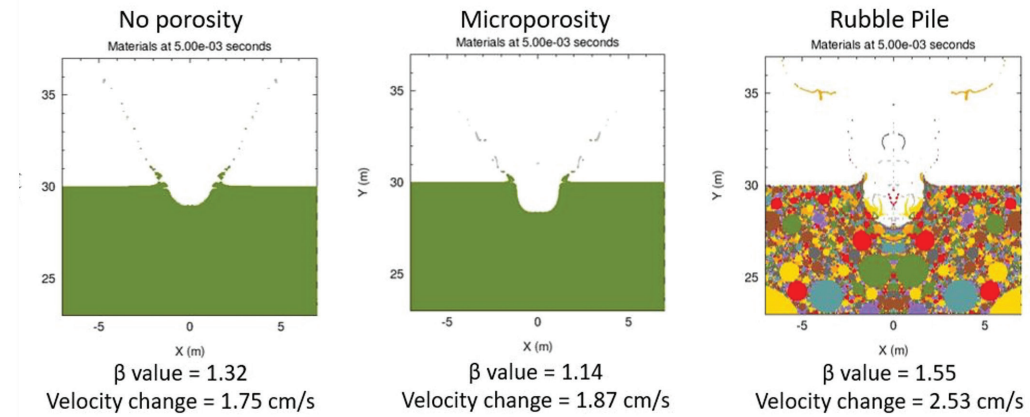 No porosity
Materials at 5.00e-03 seconds
35
30
25
-5 0 5
X (m)
β value = 1.32
Velocity change = 1.75 cm/s
Microporosity
Materials at 5.00e-03 seconds
Y (m)
35
30
25
-5 0 5
X (m)
β value = 1.14
Velocity change = 1.87 cm/s
Rubble Pile
Materials at 5.00e-03 seconds
Y (m)
35
30
25
-5 0 5
X (m)
β value = 1.55
Velocity change = 2.53 cm/s